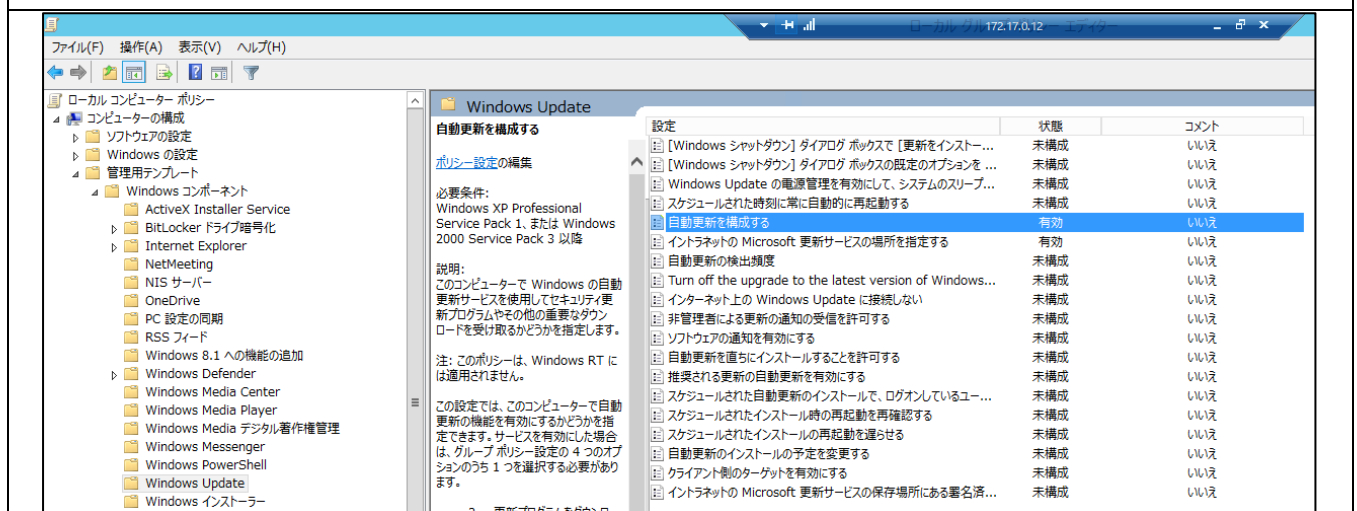 ローカル グル 172.17.0.12 エディター
ファイル(F) 操作(A) 表示(V) ヘルプ(H)
ローカル コンピューター ポリシー
コンピューターの構成
ソフトウェアの設定
Windows の設定
管理用テンプレート
Windows コンポーネント
ActiveX Installer Service
BitLocker ドライブ暗号化
Internet Explorer
NetMeeting
NIS サーバー
OneDrive
PC 設定の同期
RSS フィード
Windows 8.1 への機能の追加
Windows Defender
Windows Media Center
Windows Media Player
Windows Media デジタル著作権管理
Windows Messenger
Windows PowerShell
Windows Update
Windows インストーラー
Windows Update
自動更新を構成する
ポリシー設定の編集
必要条件:
Windows XP Professional
Service Pack 1、または Windows
2000 Service Pack 3 以降
説明:
このコンピューターで Windows の自動
更新サービスを使用してセキュリティ更
新プログラムやその他の重要なダウン
ロードを受け取るかどうかを指定します。
注: このポリシーは、Windows RT に
は適用されません。
この設定では、このコンピューターで自動
更新の機能を有効にするかどうかを指
定できます。サービスを有効にした場合
は、グループ ポリシー設定の 4 つのオプ
ションのうち 1 つを選択する必要があり
ます。
設定 状態 コメント
[Windows シャットダウン] ダイアログ ボックスで [更新をインストー... 未構成 いいえ
[Windows シャットダウン] ダイアログ ボックスの既定のオプションを ... 未構成 いいえ
Windows Update の電源管理を有効にして、システムのスリープ... 未構成 いいえ
スケジュールされた時刻に常に自動的に再起動する 未構成 いいえ
自動更新を構成する 有効 いいえ
イントラネットの Microsoft 更新サービスの場所を指定する 有効 いいえ
自動更新の検出頻度 未構成 いいえ
Turn off the upgrade to the latest version of Windows... 未構成 いいえ
インターネット上の Windows Update に接続しない 未構成 いいえ
非管理者による更新の通知の受信を許可する 未構成 いいえ
ソフトウェアの通知を有効にする 未構成 いいえ
自動更新を直ちにインストールすることを許可する 未構成 いいえ
推奨される更新の自動更新を有効にする 未構成 いいえ
スケジュールされた自動更新のインストールで、ログオンしているユー... 未構成 いいえ
スケジュールされたインストール時の再起動を再確認する 未構成 いいえ
スケジュールされたインストールの再起動を遅らせる 未構成 いいえ
自動更新のインストールの予定を変更する 未構成 いいえ
クライアント側のターゲットを有効にする 未構成 いいえ
イントラネットの Microsoft 更新サービスの保存場所にある署名済... 未構成 いいえ